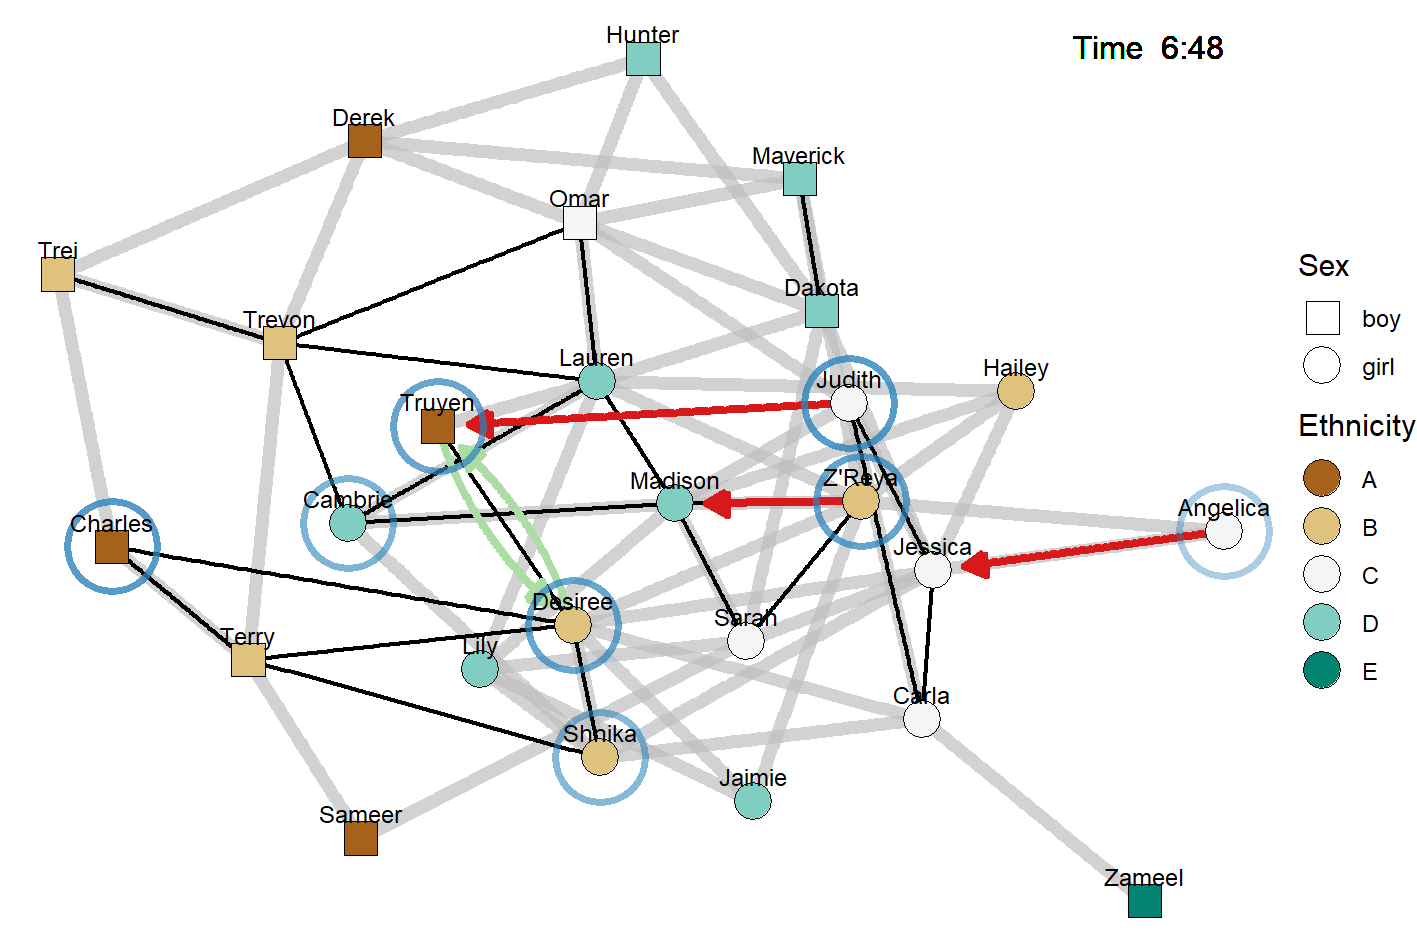 Hunter
Time 6:48
Derek
Maverick
Omar
Trei
Dakota
Trevon
Lauren
Hailey
Judith
Truyen
Madison
Z'Reya
Cambrie
Angelica
Charles
Jessica
Desiree
Sarah
Terry
Lily
Carla
Shnika
Jaimie
Sameer
Zameel
Sex
boy
girl
Ethnicity
A
B
C
D
E